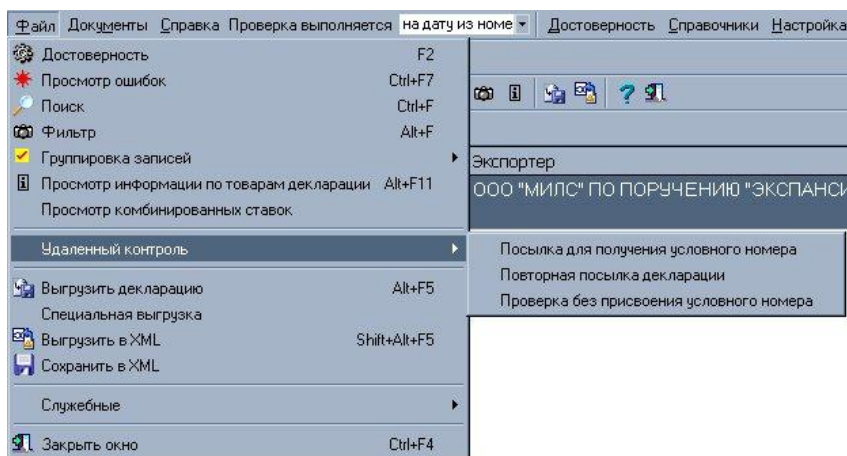 Файл Документы Справка Проверка выполняется на дату из номе Достоверность Справочники Настройка
Достоверность F2
Просмотр ошибок Ctrl+F7
Поиск Ctrl+F
Фильтр Alt+F
Группировка записей
Просмотр информации по товарам декларации Alt+F11
Просмотр комбинированных ставок
Экспортер
ООО "МИЛС" ПО ПОРУЧЕНИЮ "ЭКСПАНСИ
Удаленный контроль
Посылка для получения условного номера
Повторная посылка декларации
Проверка без присвоения условного номера
Выгрузить декларацию Alt+F5
Специальная выгрузка
Выгрузить в XML Shift+Alt+F5
Сохранить в XML
Служебные
Закрыть окно Ctrl+F4